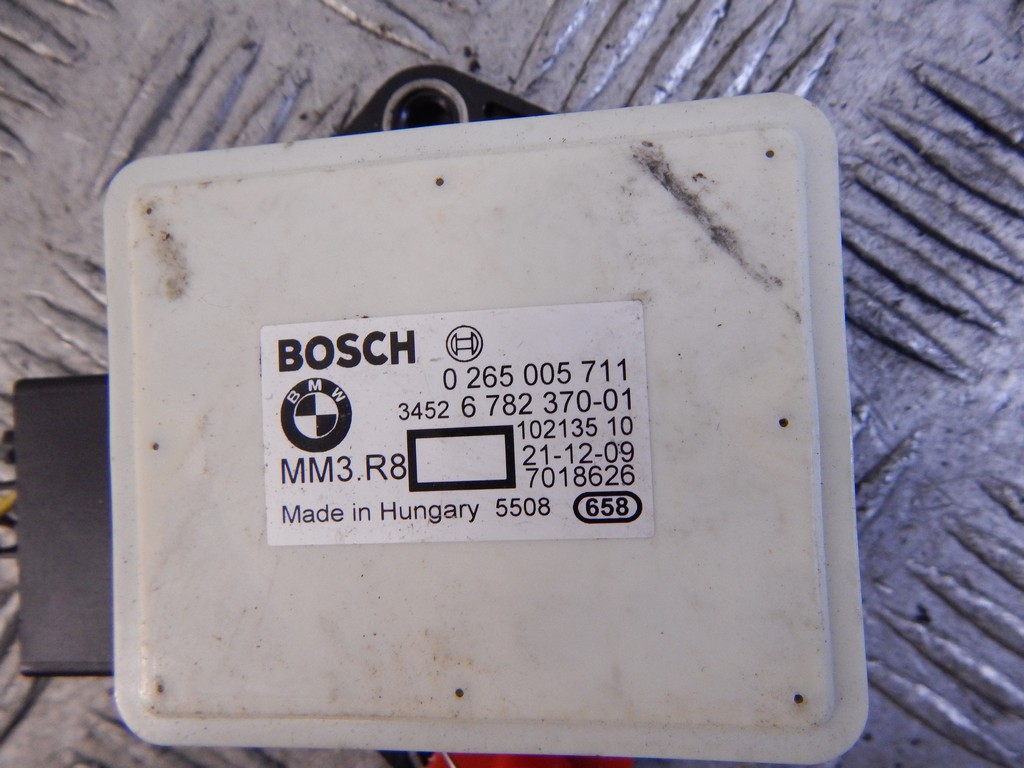 BOSCH
0 265 005 711
BMW
3452 6 782 370-01
102135 10
MM3.R8
21-12-09
7018626
Made in Hungary 5508 658